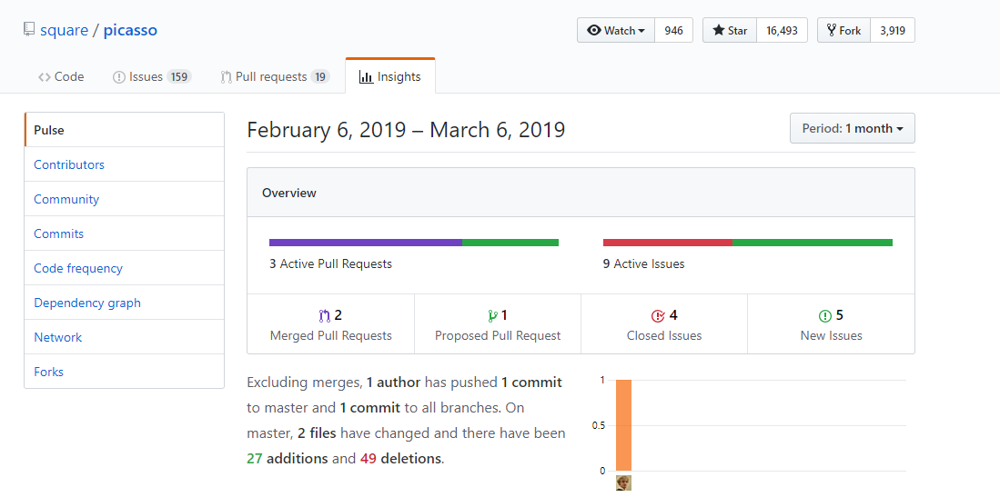 square / picasso
Watch 946 Star 16,493 Fork 3,919
Code Issues 159 Pull requests 19 Insights
Pulse
Contributors
Community
Commits
Code frequency
Dependency graph
Network
Forks
February 6, 2019 – March 6, 2019
Period: 1 month
Overview
3 Active Pull Requests
9 Active Issues
2
Merged Pull Requests
1
Proposed Pull Request
4
Closed Issues
5
New Issues
Excluding merges, 1 author has pushed 1 commit
to master and 1 commit to all branches. On
master, 2 files have changed and there have been
27 additions and 49 deletions.
1
0.5
0